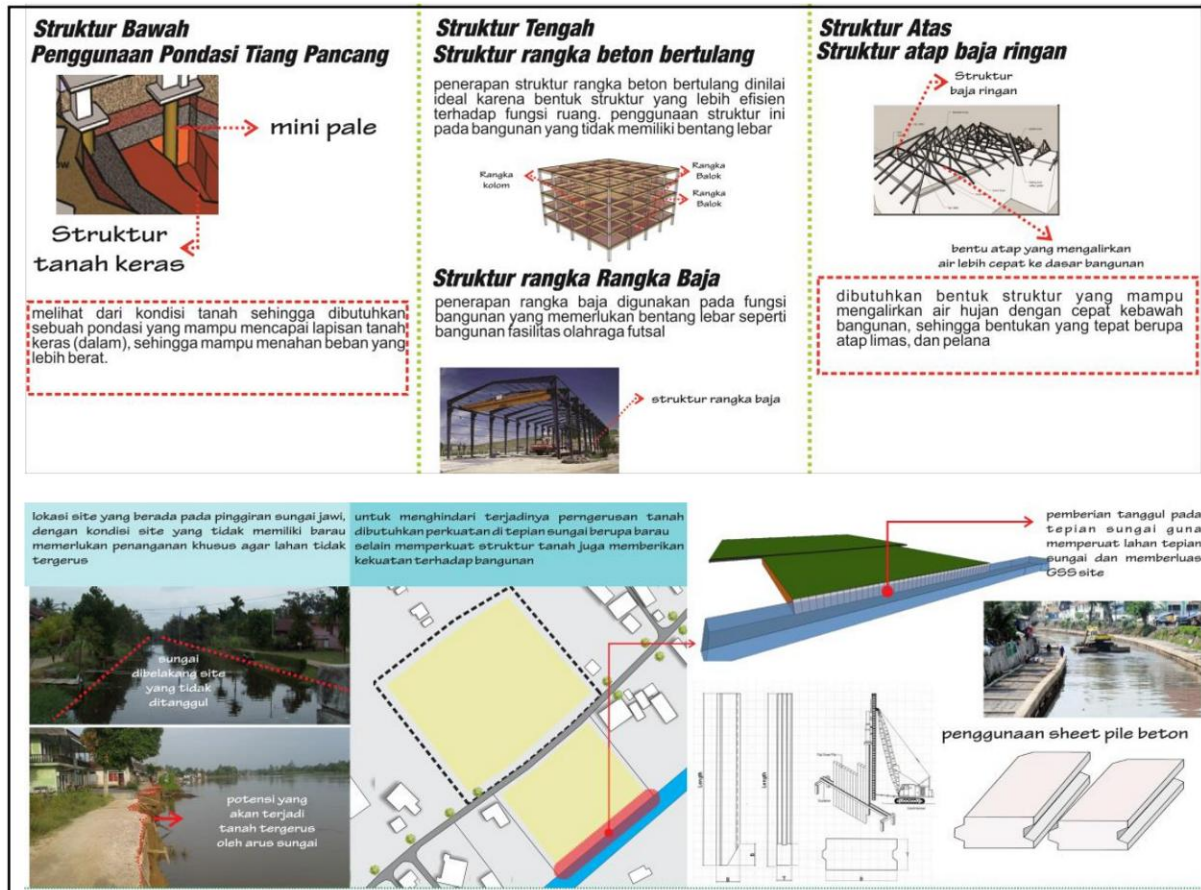 Struktur Bawah
Penggunaan Pondasi Tiang Pancang
mini pale
Struktur
tanah keras
melihat dari kondisi tanah sehingga dibutuhkan
sebuah pondasi yang mampu mencapai lapisan tanah
keras (dalam), sehingga mampu menahan beban yang
lebih berat.
Struktur Tengah
Struktur rangka beton bertulang
penerapan struktur rangka beton bertulang dinilai
ideal karena bentuk struktur yang lebih efisien
terhadap fungsi ruang. penggunaan struktur ini
pada bangunan yang tidak memiliki bentang lebar
Rangka
kolom
Rangka
Balok
Rangka
Balok
Struktur rangka Rangka Baja
penerapan rangka baja digunakan pada fungsi
bangunan yang memerlukan bentang lebar seperti
bangunan fasilitas olahraga futsal
struktur rangka baja
Struktur Atas
Struktur atap baja ringan
Struktur
baja ringan
bentu atap yang mengalirkan
air lebih cepat ke dasar bangunan
dibutuhkan bentuk struktur yang mampu
mengalirkan air hujan dengan cepat kebawah
bangunan, sehingga bentukan yang tepat berupa
atap limas, dan pelana
lokasi site yang berada pada pinggiran sungai jawi,
dengan kondisi site yang tidak memiliki barau
memerlukan penanganan khusus agar lahan tidak
tergerus
sungai
dibelakang site
yang tidak
ditanggul
potensi yang
akan terjadi
tanah tergerus
oleh arus sungai
untuk menghindari terjadinya perngerusan tanah
dibutuhkan perkuatan di tepian sungai berupa barau
selain memperkuat struktur tanah juga memberikan
kekuatan terhadap bangunan
pemberian tanggul pada
tepian sungai guna
memperuat lahan tepian
sungai dan memberluas
GSS site
Length
Length
penggunaan sheet pile beton